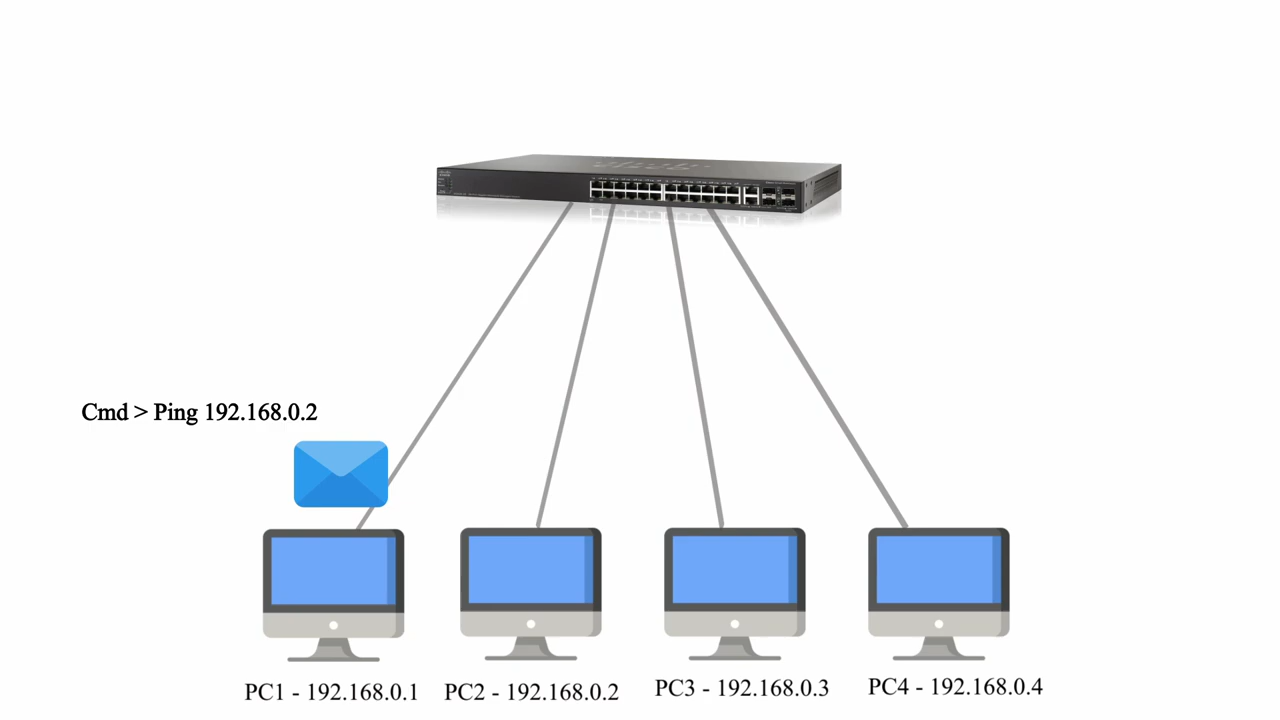 Cmd > Ping 192.168.0.2
PC1 - 192.168.0.1
PC2 - 192.168.0.2
PC3 - 192.168.0.3
PC4 - 192.168.0.4